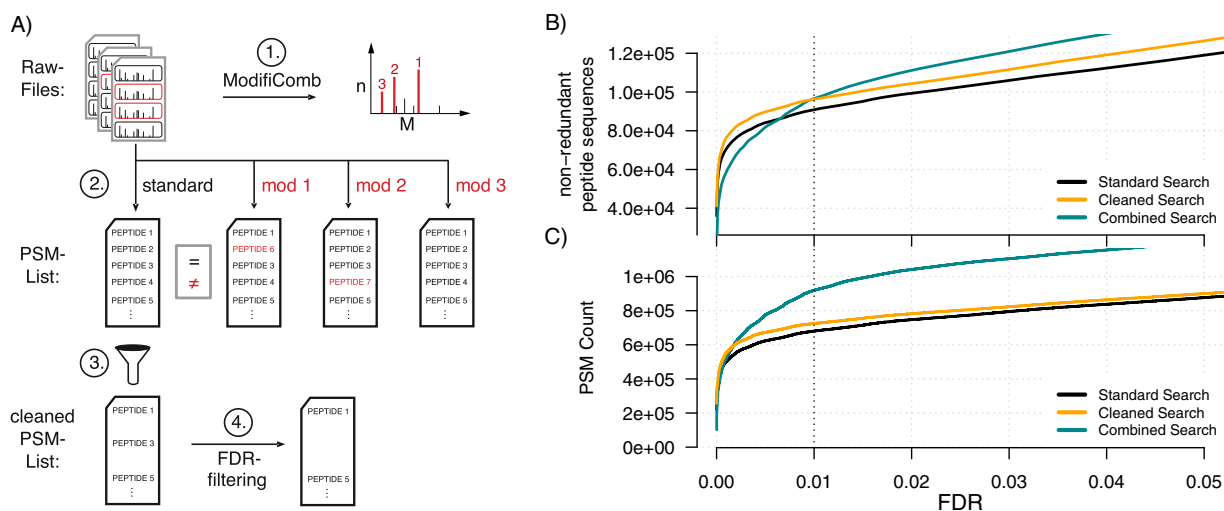 A)
Raw-
Files:
1.
ModifiComb
n
3
2
1
M
2.
standard
mod 1
mod 2
mod 3
PSM-
List:
PEPTIDE 1
PEPTIDE 2
PEPTIDE 3
PEPTIDE 4
PEPTIDE 5
⋮
=
≠
PEPTIDE 1
PEPTIDE 6
PEPTIDE 3
PEPTIDE 4
PEPTIDE 5
⋮
PEPTIDE 1
PEPTIDE 2
PEPTIDE 3
PEPTIDE 7
PEPTIDE 5
⋮
PEPTIDE 1
PEPTIDE 2
PEPTIDE 3
PEPTIDE 4
PEPTIDE 5
⋮
3.
cleaned
PSM-
List:
PEPTIDE 1
PEPTIDE 3
PEPTIDE 5
⋮
4.
FDR-
filtering
PEPTIDE 1
PEPTIDE 5
⋮
B)
non-redundant
peptide sequences
1.2e+05
1.0e+05
8.0e+04
6.0e+04
4.0e+04
Standard Search
Cleaned Search
Combined Search
C)
PSM Count
1e+06
8e+05
6e+05
4e+05
2e+05
0e+00
Standard Search
Cleaned Search
Combined Search
0.00
0.01
0.02
0.03
0.04
0.05
FDR